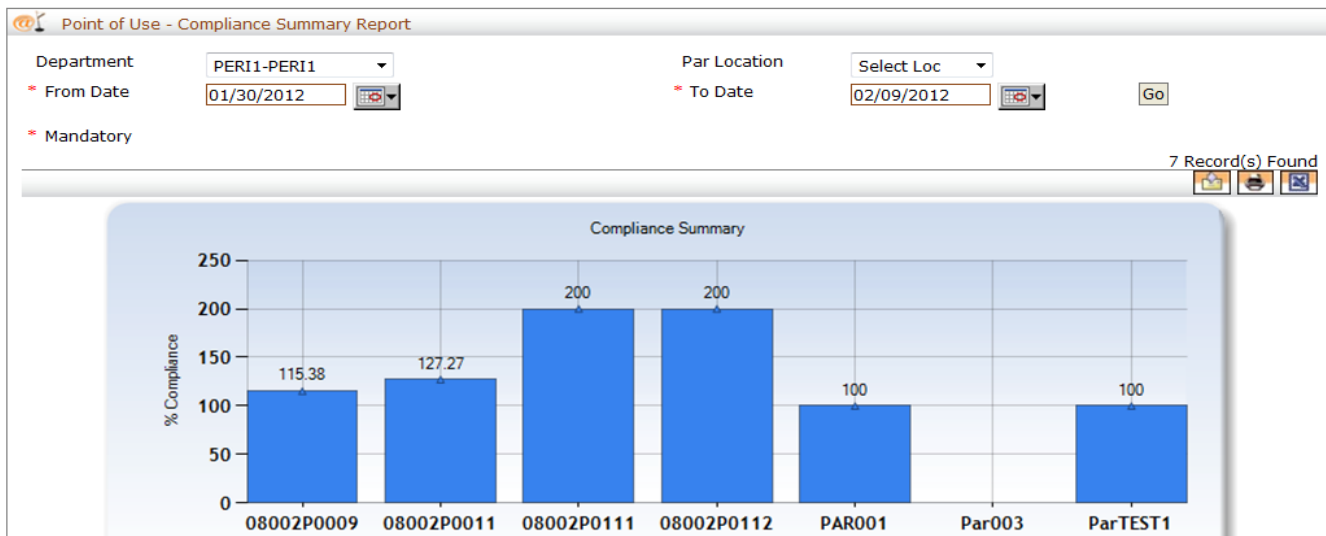 Point of Use - Compliance Summary Report
Department PERI1-PERI1 Par Location Select Loc
* From Date 01/30/2012 * To Date 02/09/2012 Go
* Mandatory
7 Record(s) Found
Compliance Summary
% Compliance
250
200
150
100
50
0
115.38
127.27
200
200
100
100
08002P0009 08002P0011 08002P0111 08002P0112 PAR001 Par003 ParTEST1